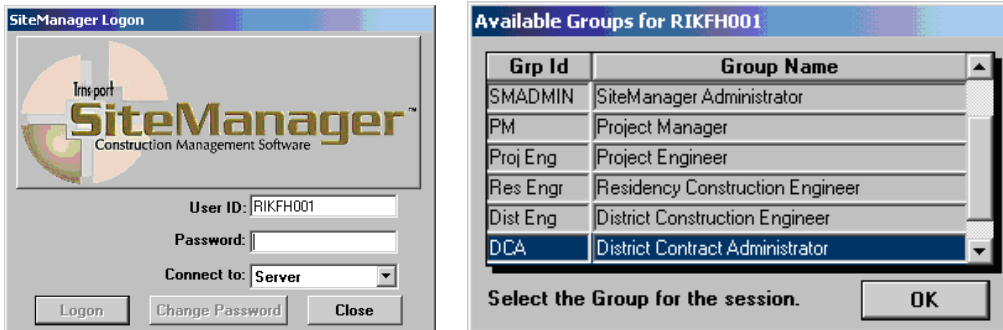 SiteManager Logon
Trns·port
SiteManager™
Construction Management Software
User ID: RIKFH001
Password:
Connect to: Server
Logon Change Password Close
Available Groups for RIKFH001
Grp Id Group Name
SMADMIN SiteManager Administrator
PM Project Manager
Proj Eng Project Engineer
Res Engr Residency Construction Engineer
Dist Eng District Construction Engineer
DCA District Contract Administrator
Select the Group for the session. OK